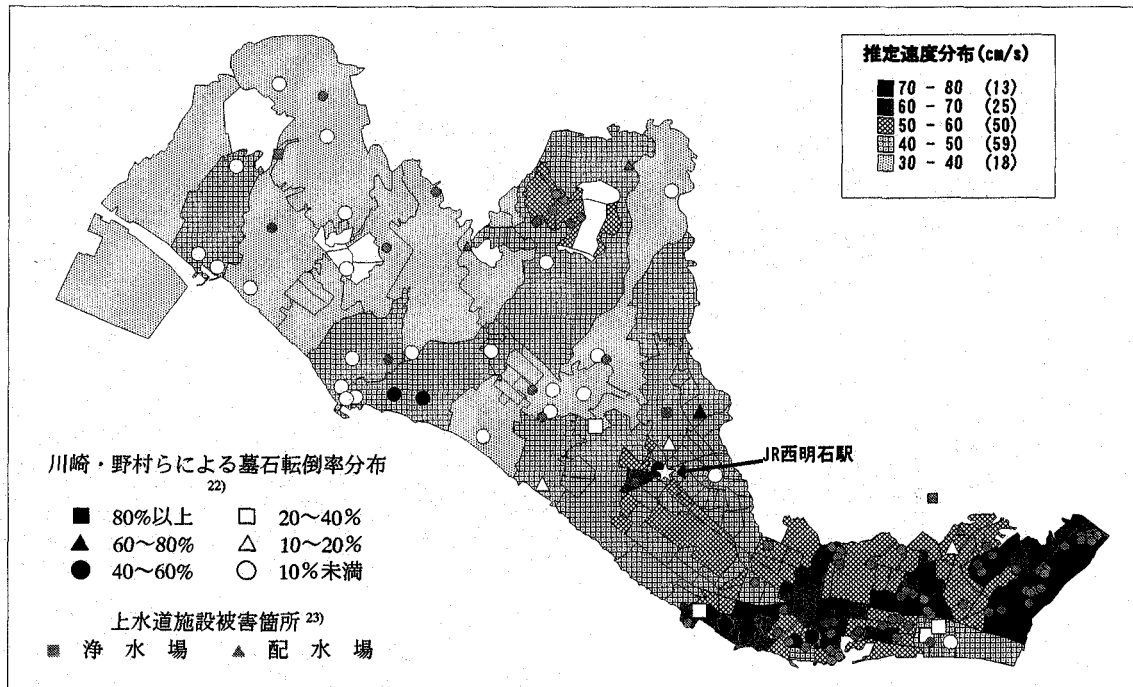 推定速度分布(cm/s)
70 - 80 (13)
60 - 70 (25)
50 - 60 (50)
40 - 50 (59)
30 - 40 (18)
JR西明石駅
川崎・野村らによる墓石転倒率分布
22)
80%以上 20~40%
60~80% 10~20%
40~60% 10%未満
上水道施設被害箇所 23)
浄水場 配水場